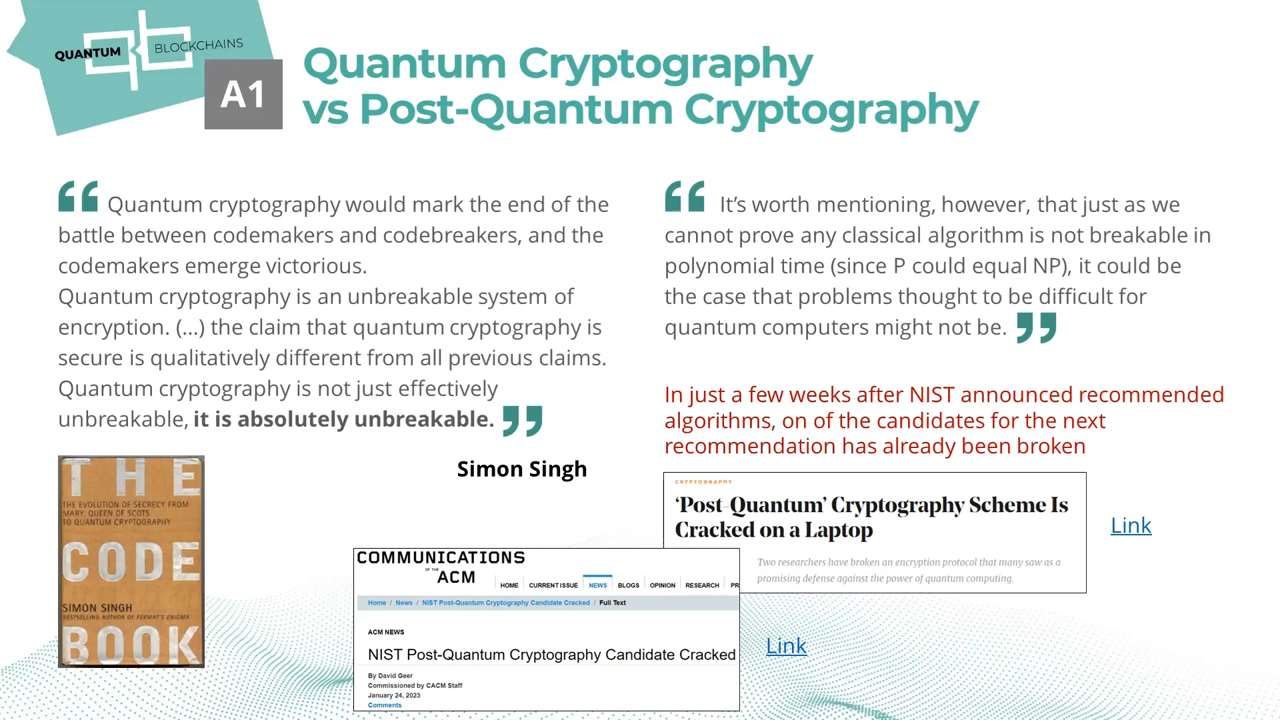 QUANTUM BLOCKCHAINS
A1
Quantum Cryptography
vs Post-Quantum Cryptography
“ Quantum cryptography would mark the end of the
battle between codemakers and codebreakers, and the
codemakers emerge victorious.
Quantum cryptography is an unbreakable system of
encryption. (...) the claim that quantum cryptography is
secure is qualitatively different from all previous claims.
Quantum cryptography is not just effectively
unbreakable, it is absolutely unbreakable. ”
Simon Singh
THE
THE EVOLUTION OF SECRECY FROM
MARY, QUEEN OF SCOTS
TO QUANTUM CRYPTOGRAPHY
CODE
SIMON SINGH
BESTSELLING AUTHOR OF FERMAT'S ENIGMA
BOOK
“ It’s worth mentioning, however, that just as we
cannot prove any classical algorithm is not breakable in
polynomial time (since P could equal NP), it could be
the case that problems thought to be difficult for
quantum computers might not be. ”
In just a few weeks after NIST announced recommended
algorithms, on of the candidates for the next
recommendation has already been broken
CRYPTOGRAPHY
‘Post-Quantum’ Cryptography Scheme Is
Cracked on a Laptop
Two researchers have broken an encryption protocol that many saw as a
promising defense against the power of quantum computing.
Link
COMMUNICATIONS
OF THE
ACM
HOME CURRENT ISSUE NEWS BLOGS OPINION RESEARCH PR
Home / News / NIST Post-Quantum Cryptography Candidate Cracked / Full Text
ACM NEWS
NIST Post-Quantum Cryptography Candidate Cracked
By David Geer
Commissioned by CACM Staff
January 24, 2023
Comments
Link